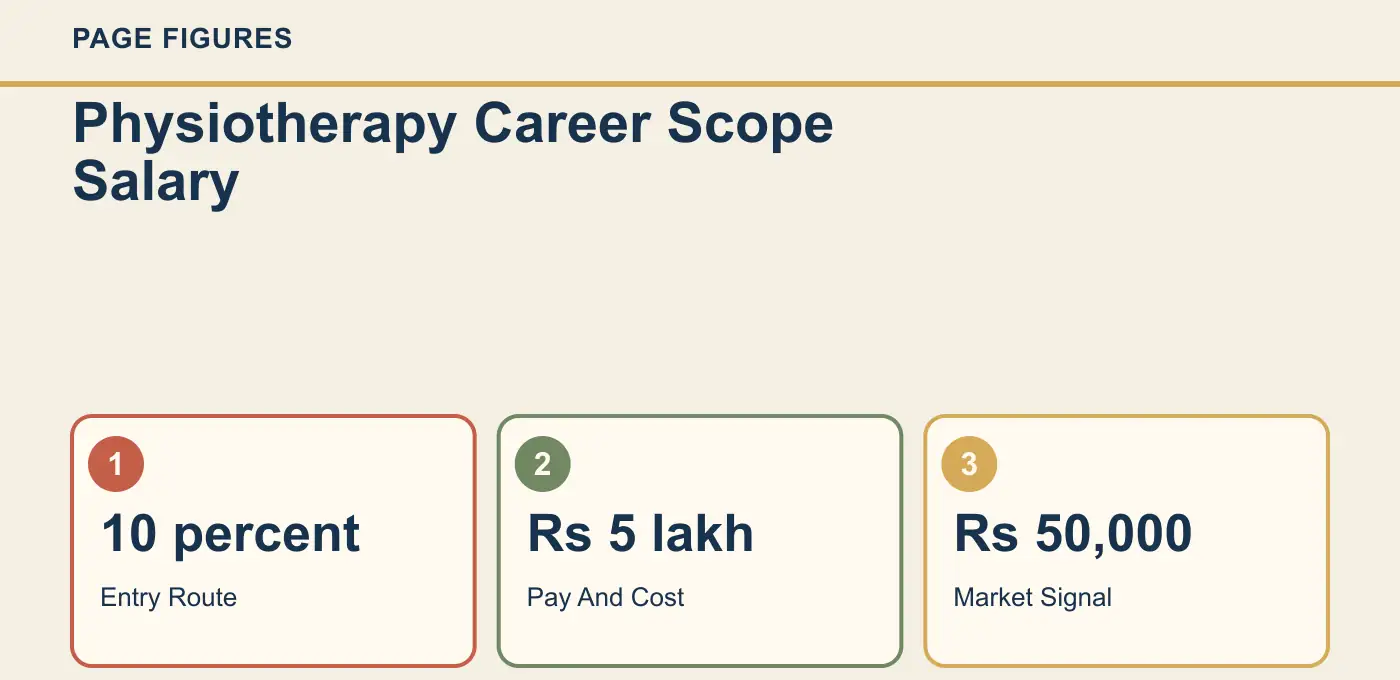 PAGE FIGURES
Physiotherapy Career Scope
Salary
1
10 percent
Entry Route
2
Rs 5 lakh
Pay And Cost
3
Rs 50,000
Market Signal